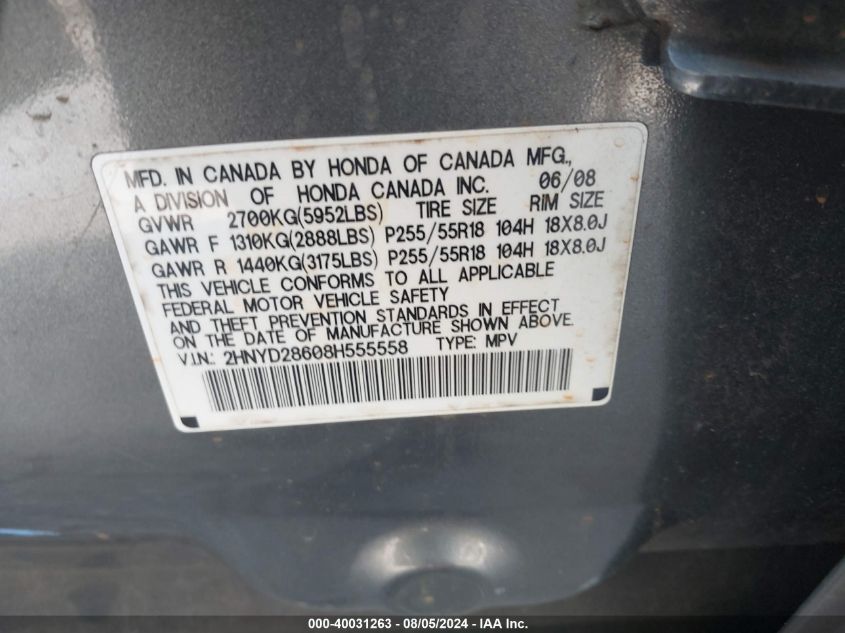 MFD. IN CANADA BY HONDA OF CANADA MFG.,
A DIVISION OF HONDA CANADA INC. 06/08
GVWR 2700KG(5952LBS) TIRE SIZE RIM SIZE
GAWR F 1310KG(2888LBS) P255/55R18 104H 18X8.0J
GAWR R 1440KG(3175LBS) P255/55R18 104H 18X8.0J
THIS VEHICLE CONFORMS TO ALL APPLICABLE
FEDERAL MOTOR VEHICLE SAFETY
AND THEFT PREVENTION STANDARDS IN EFFECT
ON THE DATE OF MANUFACTURE SHOWN ABOVE.
V.I.N.: 2HNYD28608H555558 TYPE: MPV
000-40031263 - 08/05/2024 - IAA Inc.